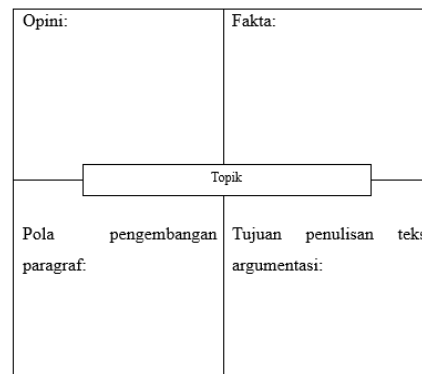 Opini:
Fakta:
Topik
Pola pengembangan
paragraf:
Tujuan penulisan teks
argumentasi: